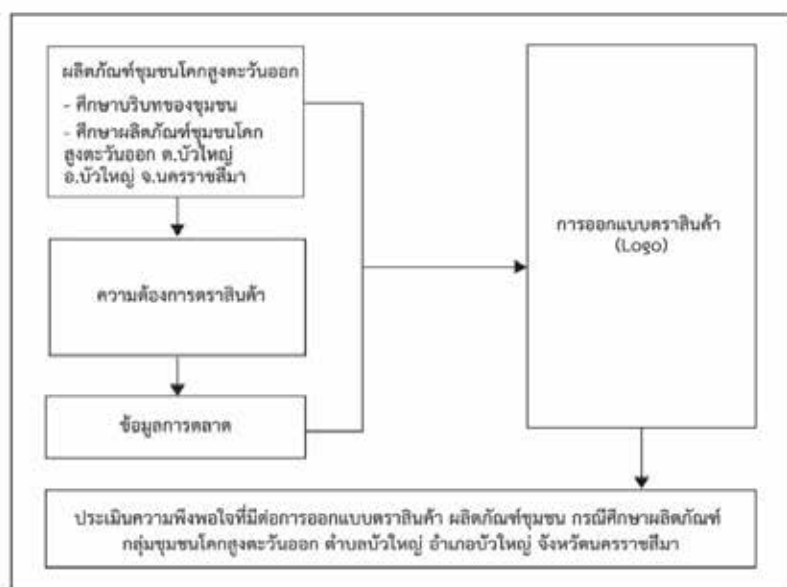 ผลิตภัณฑ์ชุมชนโคกสูงตะวันออก
- ศึกษาบริบทของชุมชน
- ศึกษาผลิตภัณฑ์ชุมชนโคก
สูงตะวันออก ต.บัวใหญ่
อ.บัวใหญ่ จ.นครราชสีมา
ความต้องการตราสินค้า
ข้อมูลการตลาด
การออกแบบตราสินค้า
(Logo)
ประเมินความพึงพอใจที่มีต่อการออกแบบตราสินค้า ผลิตภัณฑ์ชุมชน กรณีศึกษาผลิตภัณฑ์
กลุ่มชุมชนโคกสูงตะวันออก ตำบลบัวใหญ่ อำเภอบัวใหญ่ จังหวัดนครราชสีมา